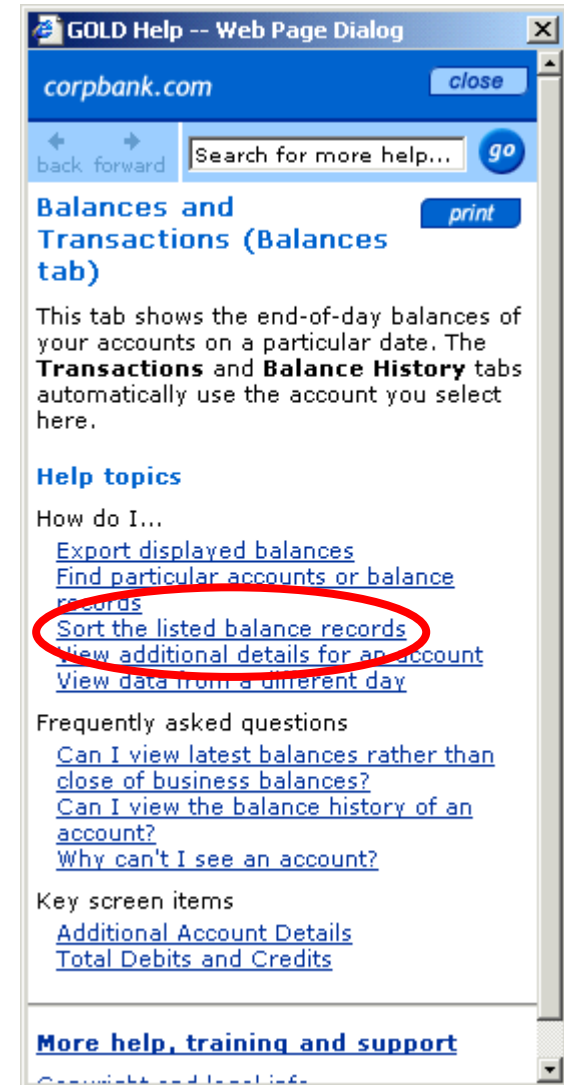 GOLD Help -- Web Page Dialog
corpbank.com
close
back forward
Search for more help...
go
Balances and
Transactions (Balances
tab)
print
This tab shows the end-of-day balances of
your accounts on a particular date. The
Transactions and Balance History tabs
automatically use the account you select
here.
Help topics
How do I...
Export displayed balances
Find particular accounts or balance
records
Sort the listed balance records
View additional details for an account
View data from a different day
Frequently asked questions
Can I view latest balances rather than
close of business balances?
Can I view the balance history of an
account?
Why can't I see an account?
Key screen items
Additional Account Details
Total Debits and Credits
More help, training and support
Copyright and legal info